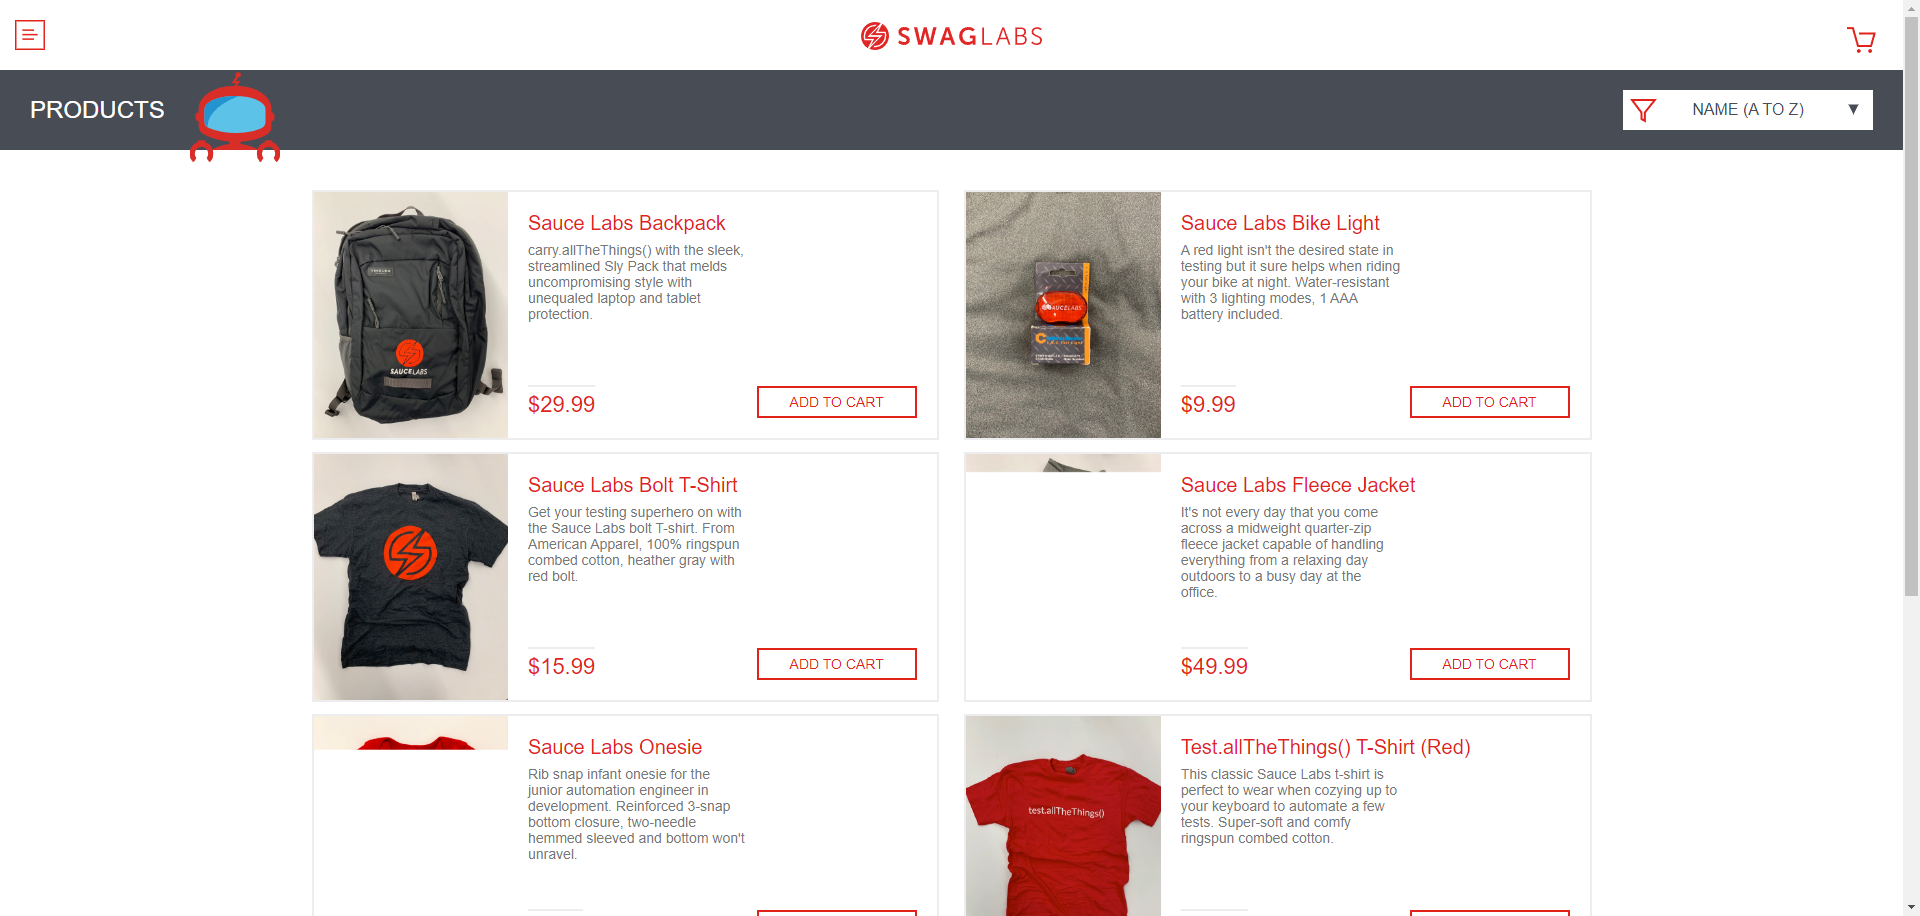 SWAGLABS
PRODUCTS
NAME (A TO Z)
Sauce Labs Backpack
carry.allTheThings() with the sleek,
streamlined Sly Pack that melds
uncompromising style with
unequaled laptop and tablet
protection.
SAUCELABS
$29.99
ADD TO CART
Sauce Labs Bike Light
A red light isn't the desired state in
testing but it sure helps when riding
your bike at night. Water-resistant
with 3 lighting modes, 1 AAA
battery included.
SAUCELABS
$9.99
ADD TO CART
Sauce Labs Bolt T-Shirt
Get your testing superhero on with
the Sauce Labs bolt T-shirt. From
American Apparel, 100% ringspun
combed cotton, heather gray with
red bolt.
$15.99
ADD TO CART
Sauce Labs Fleece Jacket
It's not every day that you come
across a midweight quarter-zip
fleece jacket capable of handling
everything from a relaxing day
outdoors to a busy day at the
office.
$49.99
ADD TO CART
Sauce Labs Onesie
Rib snap infant onesie for the
junior automation engineer in
development. Reinforced 3-snap
bottom closure, two-needle
hemmed sleeved and bottom won't
unravel.
Test.allTheThings() T-Shirt (Red)
This classic Sauce Labs t-shirt is
perfect to wear when cozying up to
your keyboard to automate a few
tests. Super-soft and comfy
ringspun combed cotton.
test.allTheThings()